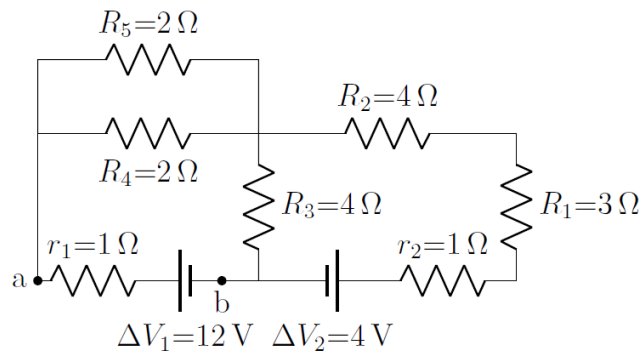 R₅=2 Ω
R₂=4 Ω
R₄=2 Ω
R₃=4 Ω
R₁=3 Ω
r₁=1 Ω
r₂=1 Ω
a
b
ΔV₁=12 V
ΔV₂=4 V